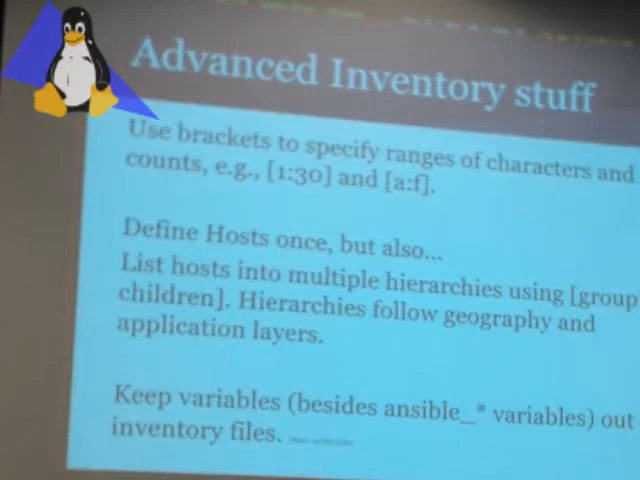 Advanced Inventory stuff
Use brackets to specify ranges of characters and
counts, e.g., [1:30] and [a:f].
Define Hosts once, but also...
List hosts into multiple hierarchies using [group
children]. Hierarchies follow geography and
application layers.
Keep variables (besides ansible_* variables) out
inventory files.